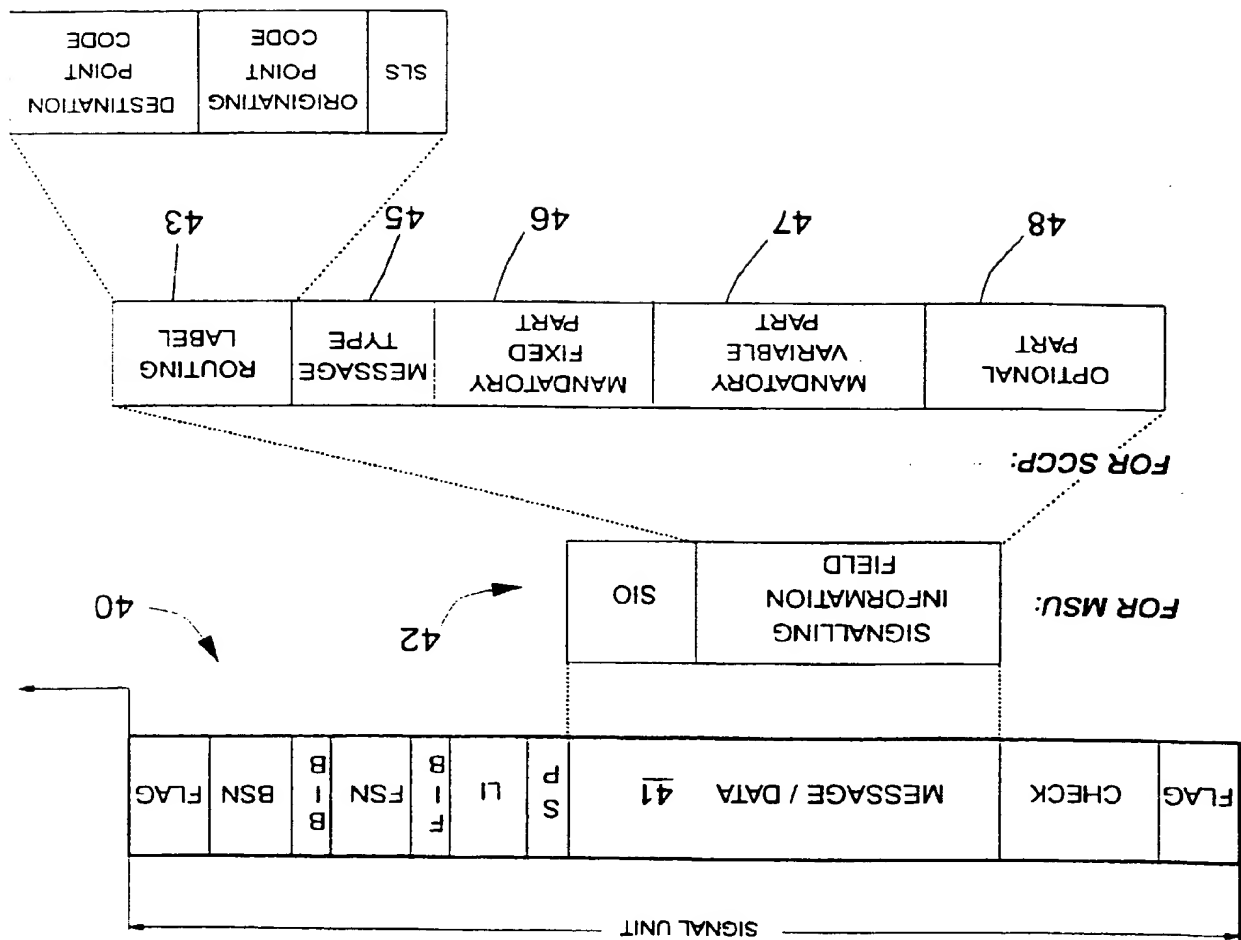 SIGNAL UNIT
FLAG
CHECK
MESSAGE / DATA 41
S
P
LI
F
I
B
FSN
B
I
B
BSN
FLAG
40
FOR MSU:
SIGNALLING
INFORMATION
FIELD
SIO
42
FOR SCCP:
OPTIONAL
PART
MANDATORY
VARIABLE
PART
MANDATORY
FIXED
PART
MESSAGE
TYPE
ROUTING
LABEL
48
47
46
45
43
SLS
ORIGINATING
POINT
CODE
DESTINATION
POINT
CODE